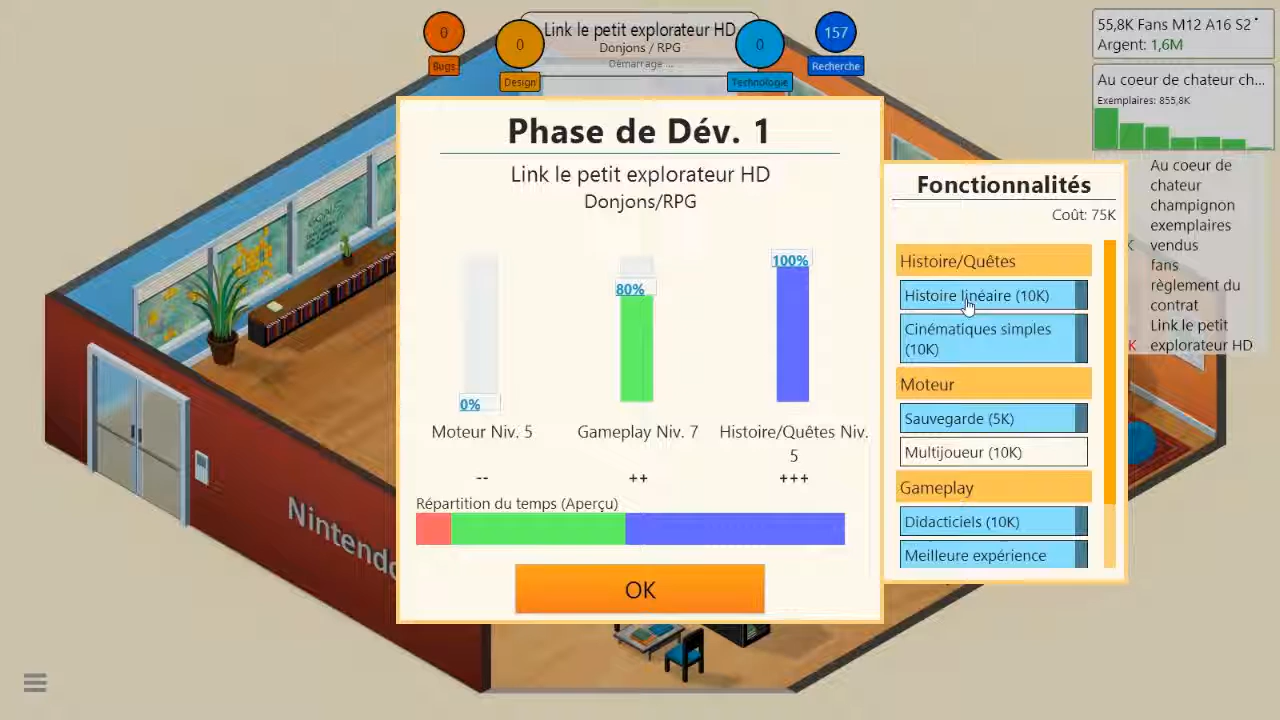 0
Bugs
0
Design
Link le petit explorateur HD
Donjons / RPG
Démarrage ...
0
Technologie
157
Recherche
55,8K Fans M12 A16 S2
Argent: 1,6M
Au coeur de chateur ch...
Exemplaires: 855,8K
Au coeur de
chateur
champignon
exemplaires
vendus
fans
règlement du
contrat
Link le petit
explorateur HD
K
K
Phase de Dév. 1
Link le petit explorateur HD
Donjons/RPG
0%
80%
100%
Moteur Niv. 5
Gameplay Niv. 7
Histoire/Quêtes Niv.
5
--
++
+++
Répartition du temps (Aperçu)
OK
Fonctionnalités
Coût: 75K
Histoire/Quêtes
Histoire linéaire (10K)
Cinématiques simples
(10K)
Moteur
Sauvegarde (5K)
Multijoueur (10K)
Gameplay
Didacticiels (10K)
Meilleure expérience
GOALS